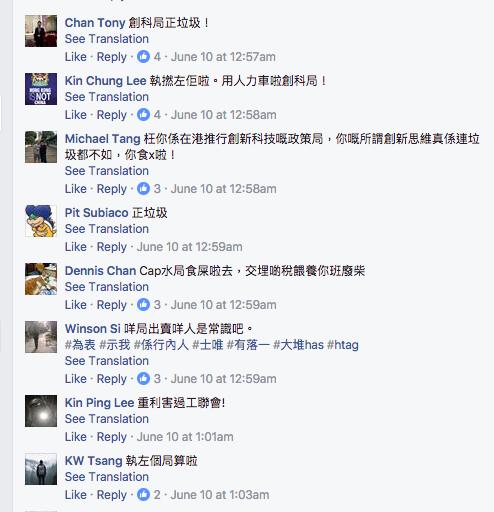 Chan Tony 創科局正垃圾！
See Translation
Like · Reply · 4 · June 10 at 12:57am
HONG KONG
IS NOT
CHINA
Kin Chung Lee 執撚左佢啦。用人力車啦創科局！
See Translation
Like · Reply · 4 · June 10 at 12:58am
Michael Tang 枉你係在港推行創新科技嘅政策局，你嘅所謂創新思維真係連垃
圾都不如，你食x啦！
See Translation
Like · Reply · 3 · June 10 at 12:58am
Pit Subiaco 正垃圾
See Translation
Like · Reply · June 10 at 12:59am
Dennis Chan Cap水局食屎啦去，交埋啲稅餵養你班廢柴
See Translation
Like · Reply · 3 · June 10 at 12:59am
Winson Si 咩局出賣咩人是常識吧。
#為表 #示我 #係行內人 #士唯 #有落一 #大堆has #htag
See Translation
Like · Reply · 3 · June 10 at 12:59am
Kin Ping Lee 重利害過工聯會!
See Translation
Like · Reply · June 10 at 1:01am
KW Tsang 執左個局算啦
See Translation
Like · Reply · 2 · June 10 at 1:03am